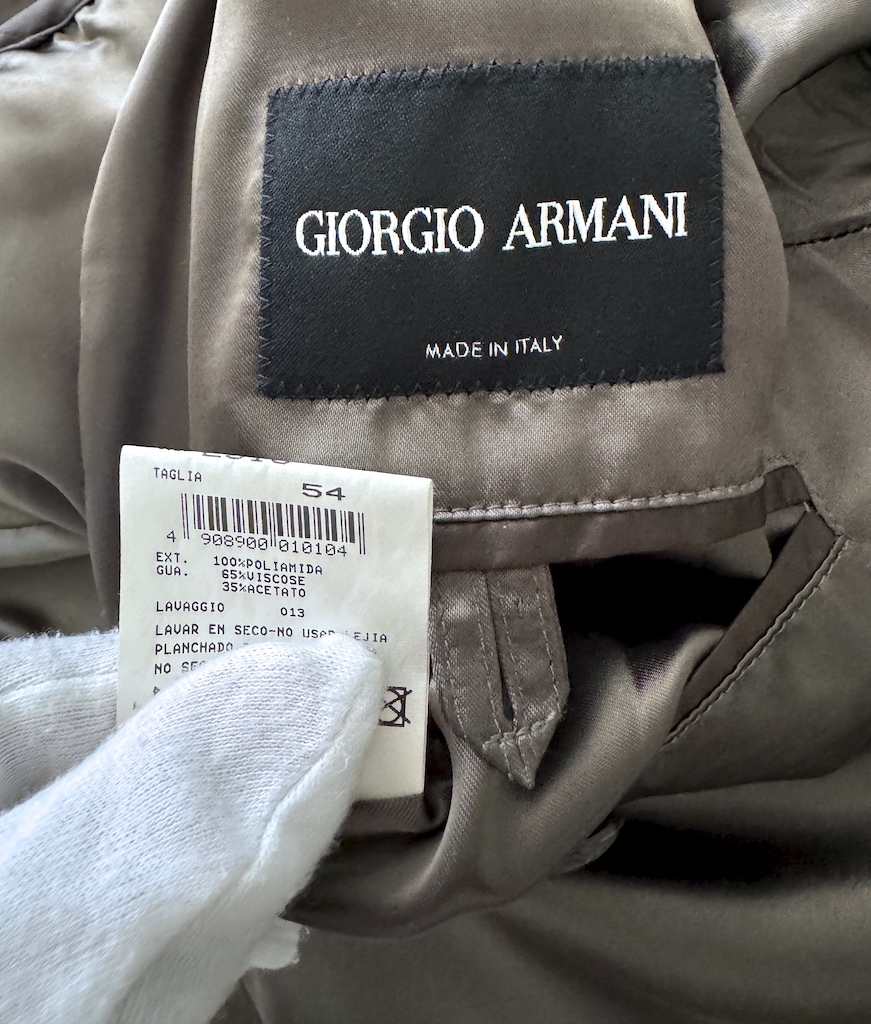 GIORGIO ARMANI
MADE IN ITALY
TAGLIA
54
4 908900 010104
EXT. 100%POLIAMIDA
GUA. 65%VISCOSE
35%ACETATO
LAVAGGIO 013
LAVAR EN SECO-NO USAR LEJIA
PLANCHADO
NO